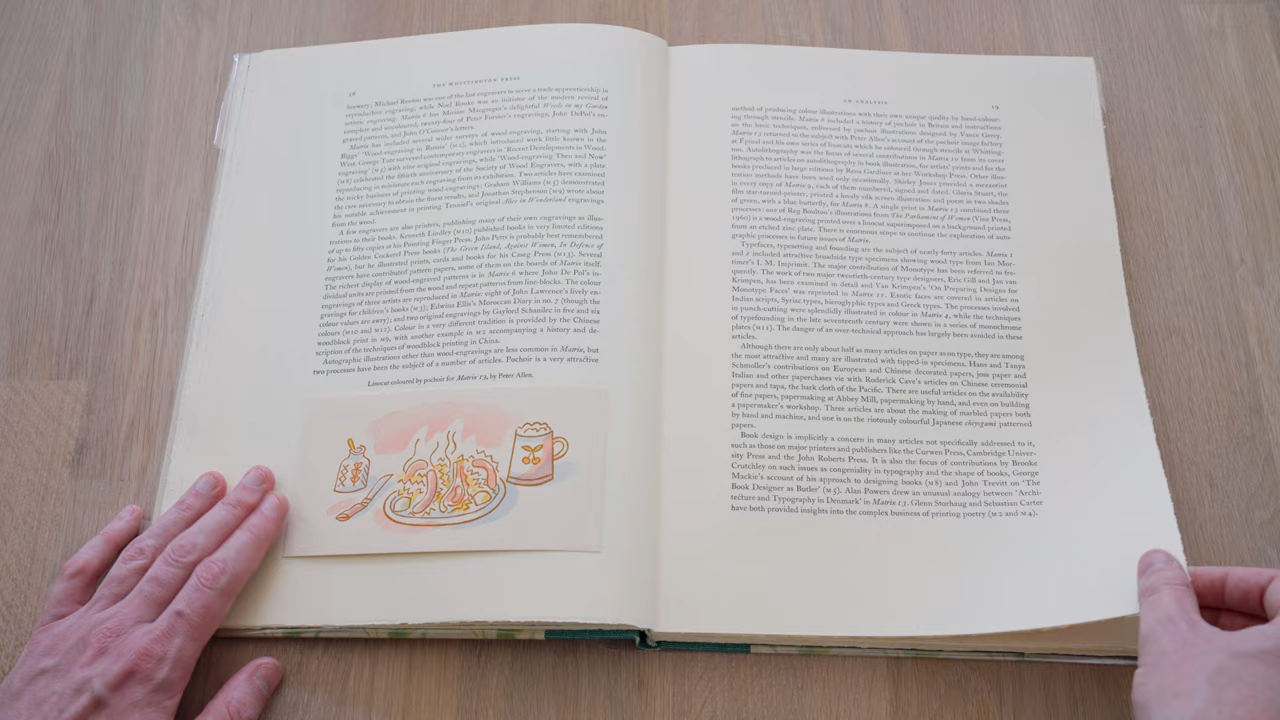 18
THE WHITTINGTON PRESS
brewery; Michael Renton was one of the last engravers to serve a trade apprenticeship in
reproductive engraving, while Noel Rooke was an initiator of the modern revival of
artistic engraving. Matrix 8 has Miriam Macgregor's delightful Weeds in my Garden
complete and uncoloured, twenty-four of Peter Forster's engravings, John DePol's en-
graved patterns, and John O'Connor's letters.
Matrix has included several wider surveys of wood-engraving, starting with John
Biggs' 'Wood-engraving in Russia' (M 2), which introduced work little known in the
West. George Tute surveyed contemporary engravers in 'Recent Developments in Wood-
engraving' (M 5) with nine original engravings, while 'Wood-engraving Then and Now'
(M 8) celebrated the fiftieth anniversary of the Society of Wood Engravers, with a plate
reproducing in miniature each engraving from its exhibition. Two articles have examined
the tricky business of printing wood-engravings: Graham Williams (M 5) demonstrated
the care necessary to obtain the finest results, and Jonathan Stephenson (M 9) wrote about
his notable achievement in printing Tenniel's original Alice in Wonderland engravings
from the wood.
A few engravers are also printers, publishing many of their own engravings as illus-
trations to their books. Kenneth Lindley (M 10) published books in very limited editions
of up to fifty copies at his Pointing Finger Press. John Petts is probably best remembered
for his Golden Cockerel Press books (The Green Island, Against Women, In Defence of
Women), but he illustrated prints, cards and books for his Caseg Press (M 13). Several
engravers have contributed pattern papers, some of them on the boards of Matrix itself.
The richest display of wood-engraved patterns is in Matrix 6 where John De Pol's in-
dividual units are printed from the wood and repeat patterns from line-blocks. The colour
engravings of three artists are reproduced in Matrix: eight of John Lawrence's lively en-
gravings for children's books (M 3); Edwina Ellis's Moroccan Diary in no. 7 (though the
colour values are awry); and two original engravings by Gaylord Schanilec in five and six
colours (M 10 and M 12). Colour in a very different tradition is provided by the Chinese
woodblock print in M 9, with another example in M 2 accompanying a history and de-
scription of the techniques of woodblock printing in China.
Autographic illustrations other than wood-engravings are less common in Matrix, but
two processes have been the subject of a number of articles. Pochoir is a very attractive
Linocut coloured by pochoir for Matrix 13, by Peter Allen.
AN ANALYSIS
19
method of producing colour illustrations with their own unique quality by hand-colour-
ing through stencils. Matrix 8 included a history of pochoir in Britain and instructions
on the basic techniques, enlivened by pochoir illustrations designed by Vance Gerry.
Matrix 13 returned to the subject with Peter Allen's account of the pochoir image factory
at Epinal and his own series of linocuts which he coloured through stencils at Whitting-
ton. Autolithography was the focus of several contributions in Matrix 10 from its cover
lithograph to articles on autolithography in book illustration, for artists' prints and for the
books produced in large editions by Rena Gardiner at her Workshop Press. Other illus-
tration methods have been used only occasionally. Shirley Jones provided a mezzotint
in every copy of Matrix 9, each of them numbered, signed and dated. Gloria Stuart, the
film star-turned-printer, printed a lovely silk screen illustration and poem in two shades
of green, with a blue butterfly, for Matrix 8. A single print in Matrix 13 combined three
processes: one of Reg Boulton's illustrations from The Parliament of Women (Vine Press,
1960) is a wood-engraving printed over a linocut superimposed on a background printed
from an etched zinc plate. There is enormous scope to continue the exploration of auto-
graphic processes in future issues of Matrix.
Typefaces, typesetting and founding are the subject of nearly forty articles. Matrix 1
and 2 included attractive broadside type specimens showing wood type from Ian Mor-
timer's I. M. Imprimit. The major contribution of Monotype has been referred to fre-
quently. The work of two major twentieth-century type designers, Eric Gill and Jan van
Krimpen, has been examined in detail and Van Krimpen's 'On Preparing Designs for
Monotype Faces' was reprinted in Matrix 11. Exotic faces are covered in articles on
Indian scripts, Syriac types, hieroglyphic types and Greek types. The processes involved
in punch-cutting were splendidly illustrated in colour in Matrix 4, while the techniques
of typefounding in the late seventeenth century were shown in a series of monochrome
plates (M 11). The danger of an over-technical approach has largely been avoided in these
articles.
Although there are only about half as many articles on paper as on type, they are among
the most attractive and many are illustrated with tipped-in specimens. Hans and Tanya
Schmoller's contributions on European and Chinese decorated papers, joss paper and
Italian and other paperchases vie with Roderick Cave's articles on Chinese ceremonial
papers and tapa, the bark cloth of the Pacific. There are useful articles on the availability
of fine papers, papermaking at Abbey Mill, papermaking by hand, and even on building
a papermaker's workshop. Three articles are about the making of marbled papers both
by hand and machine, and one is on the riotously colourful Japanese chiyogami patterned
papers.
Book design is implicitly a concern in many articles not specifically addressed to it,
such as those on major printers and publishers like the Curwen Press, Cambridge Univer-
sity Press and the John Roberts Press. It is also the focus of contributions by Brooke
Crutchley on such issues as congeniality in typography and the shape of books, George
Mackie's account of his approach to designing books (M 8) and John Trevitt on 'The
Book Designer as Butler' (M 5). Alan Powers drew an unusual analogy between 'Archi-
tecture and Typography in Denmark' in Matrix 13. Glenn Storhaug and Sebastian Carter
have both provided insights into the complex business of printing poetry (M 2 and M 4).